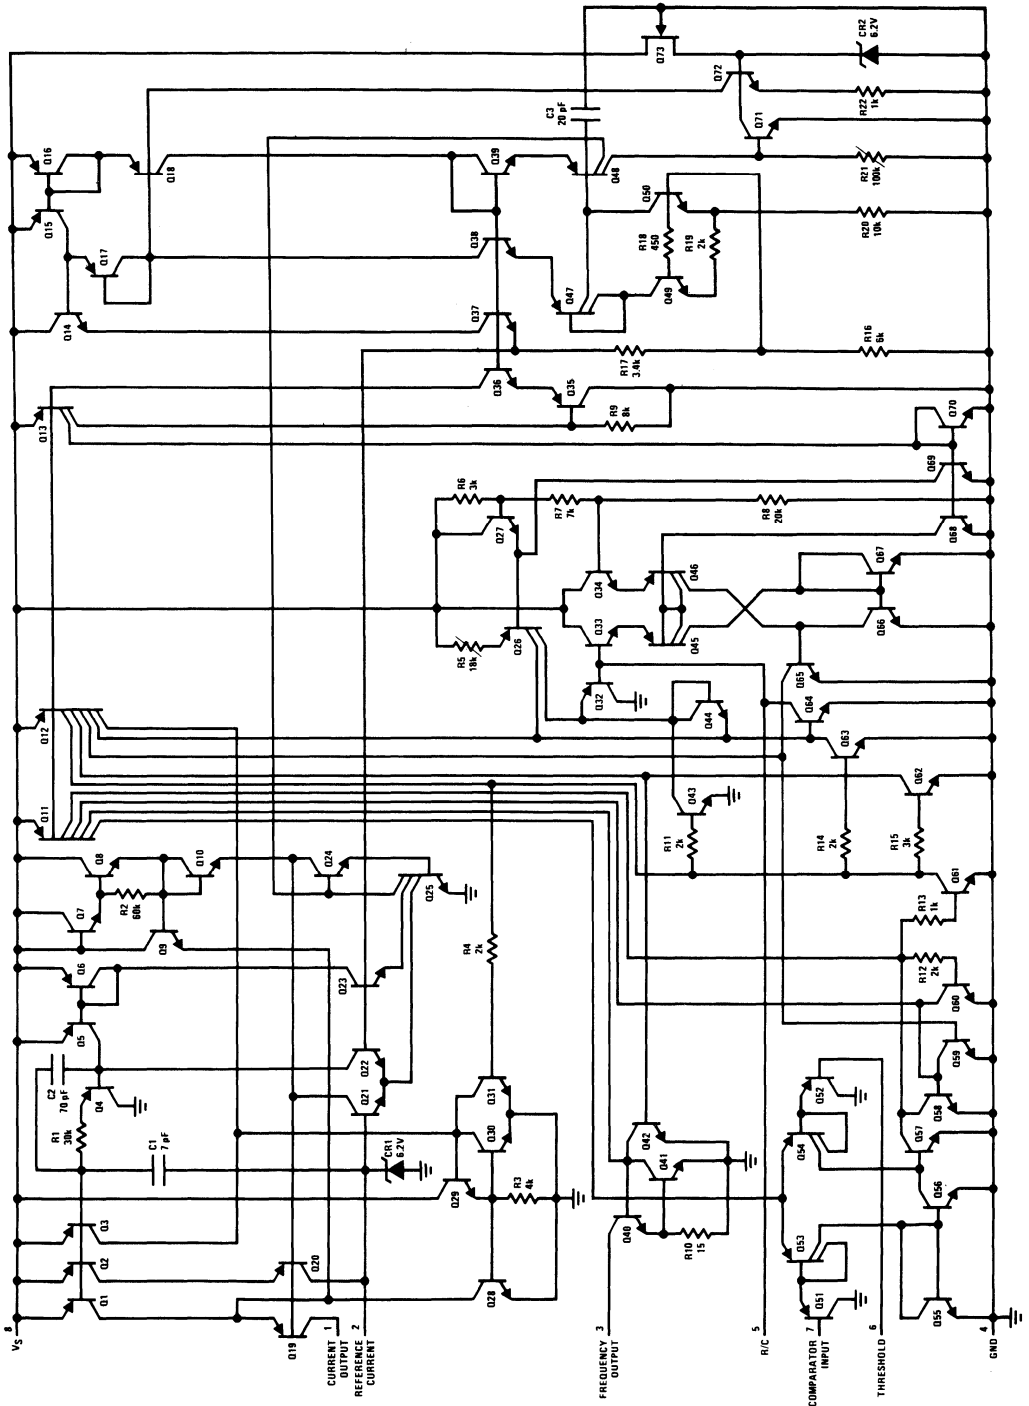 8
VS
Q1
Q2
Q3
R1
30k
C2
70 pF
Q4
C1
7 pF
Q5
Q6
Q7
R2
60k
Q8
Q9
Q10
Q11
Q12
Q13
Q14
Q15
Q16
Q17
Q18
Q19
Q20
Q21
Q22
Q23
Q24
Q25
1
CURRENT
OUTPUT
2
REFERENCE
CURRENT
CR1
6.2V
Q28
Q29
Q30
Q31
R3
4k
R4
2k
R5
18k
Q26
R6
3k
Q27
R7
7k
R8
20k
Q32
Q33
Q34
Q45
Q46
Q35
Q36
R9
8k
Q37
Q38
Q39
R17
3.4k
R16
6k
Q47
Q48
C3
20 pF
R18
450
R19
2k
Q49
Q50
R20
10k
R21
100k
Q71
Q72
R22
1k
Q73
CR2
6.2V
3
FREQUENCY
OUTPUT
Q40
Q41
Q42
R10
15
Q43
Q44
R11
2k
5
R/C
7
COMPARATOR
INPUT
6
THRESHOLD
Q51
Q52
Q53
Q54
Q55
Q56
Q57
Q58
Q59
Q60
R12
2k
R13
1k
Q61
R14
2k
R15
3k
Q62
Q63
Q64
Q65
Q66
Q67
Q68
Q69
Q70
4
GND